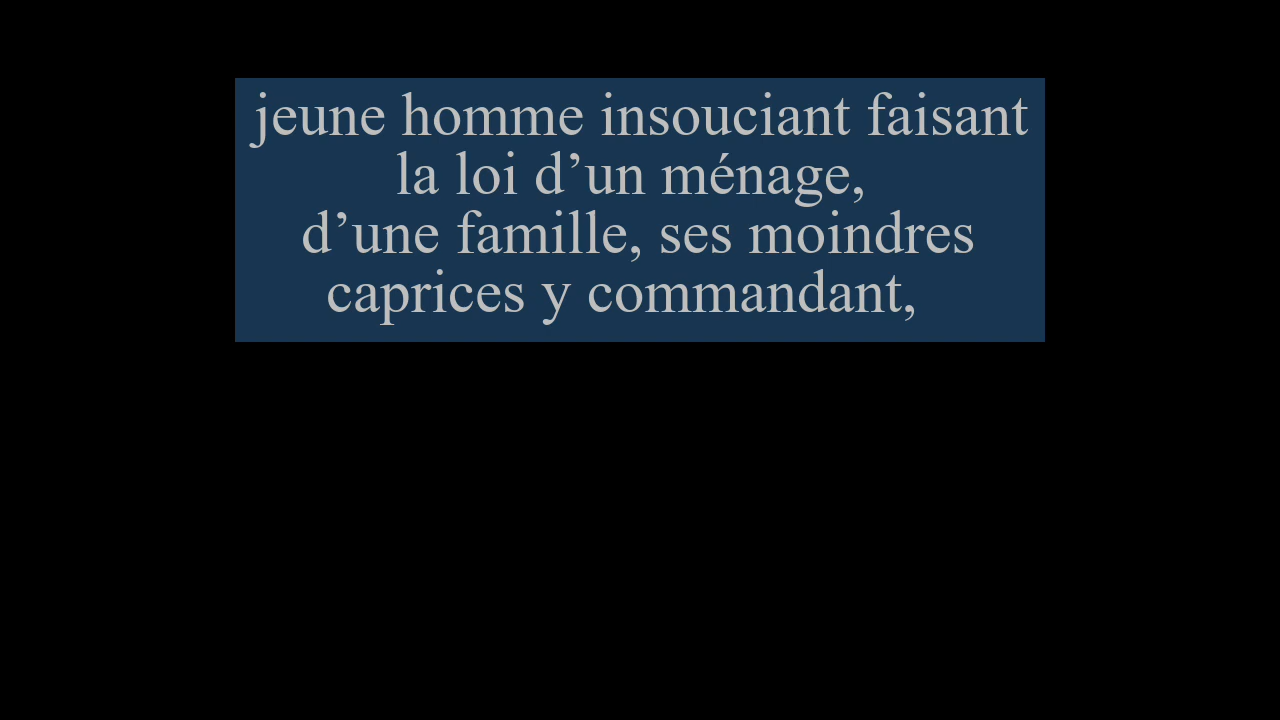 jeune homme insouciant faisant
la loi d’un ménage,
d’une famille, ses moindres
caprices y commandant,